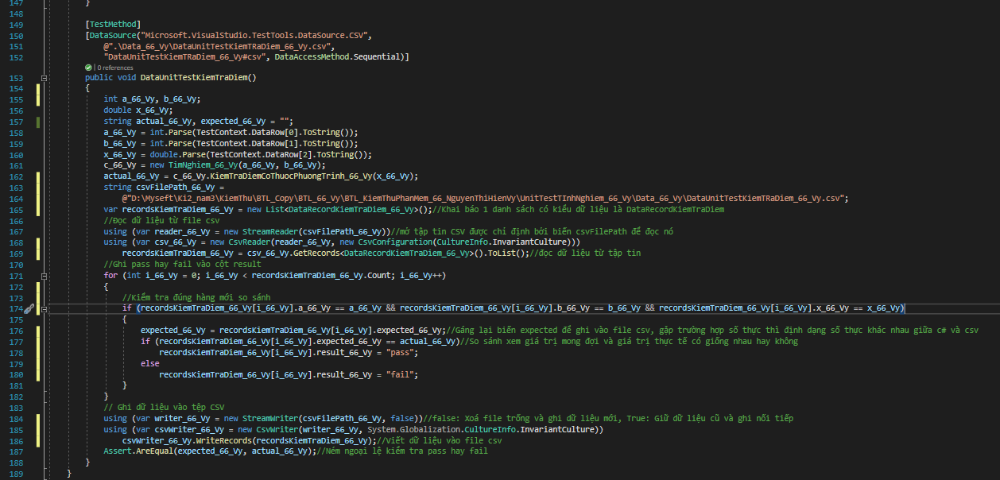 147 }
148
149 [TestMethod]
150 [DataSource("Microsoft.VisualStudio.TestTools.DataSource.CSV",
151 @".\Data_66_Vy\DataUnitTestKiemTRaDiem_66_Vy.csv",
152 "DataUnitTestKiemTRaDiem_66_Vy#csv", DataAccessMethod.Sequential)]
| 0 references
153 public void DataUnitTestKiemTraDiem()
154 {
155 int a_66_Vy, b_66_Vy;
156 double x_66_Vy;
157 string actual_66_Vy, expected_66_Vy = "";
158 a_66_Vy = int.Parse(TestContext.DataRow[0].ToString());
159 b_66_Vy = int.Parse(TestContext.DataRow[1].ToString());
160 x_66_Vy = double.Parse(TestContext.DataRow[2].ToString());
161 c_66_Vy = new TimNghiem_66_Vy(a_66_Vy, b_66_Vy);
162 actual_66_Vy = c_66_Vy.KiemTraDiemCoThuocPhuongTrinh_66_Vy(x_66_Vy);
163 string csvFilePath_66_Vy =
164 @"D:\Myseft\Ki2_nam3\KiemThu\BTL_Copy\BTL_66_Vy\BTL_KiemThuPhanMem_66_NguyenThiHienVy\UnitTestTInhNghiem_66_Vy\Data_66_Vy\DataUnitTestKiemTRaDiem_66_Vy.csv";
165 var recordsKiemTraDiem_66_Vy = new List<DataRecordKiemTraDiem_66_Vy>();//Khai báo 1 danh sách có kiểu dữ liệu là DataRecordKiemTraDiem
166 //Đọc dữ liệu từ file csv
167 using (var reader_66_Vy = new StreamReader(csvFilePath_66_Vy))//mở tập tin CSV được chỉ định bởi biến csvFilePath để đọc nó
168 using (var csv_66_Vy = new CsvReader(reader_66_Vy, new CsvConfiguration(CultureInfo.InvariantCulture)))
169 recordsKiemTraDiem_66_Vy = csv_66_Vy.GetRecords<DataRecordKiemTraDiem_66_Vy>().ToList();//đọc dữ liệu từ tập tin
170 //Ghi pass hay fail vào cột result
171 for (int i_66_Vy = 0; i_66_Vy < recordsKiemTraDiem_66_Vy.Count; i_66_Vy++)
172 {
173 //Kiểm tra đúng hàng mới so sánh
174 if (recordsKiemTraDiem_66_Vy[i_66_Vy].a_66_Vy == a_66_Vy && recordsKiemTraDiem_66_Vy[i_66_Vy].b_66_Vy == b_66_Vy && recordsKiemTraDiem_66_Vy[i_66_Vy].x_66_Vy == x_66_Vy)
175 {
176 expected_66_Vy = recordsKiemTraDiem_66_Vy[i_66_Vy].expected_66_Vy;//Gáng lại biến expected để ghi vào file csv, gặp trường hợp số thực thì định dạng số thực khác nhau giữa c# và csv
177 if (recordsKiemTraDiem_66_Vy[i_66_Vy].expected_66_Vy == actual_66_Vy)//So sánh xem giá trị mong đợi và giá trị thực tế có giống nhau hay không
178 recordsKiemTraDiem_66_Vy[i_66_Vy].result_66_Vy = "pass";
179 else
180 recordsKiemTraDiem_66_Vy[i_66_Vy].result_66_Vy = "fail";
181 }
182 }
183 // Ghi dữ liệu vào tệp CSV
184 using (var writer_66_Vy = new StreamWriter(csvFilePath_66_Vy, false))//false: Xoá file trống và ghi dữ liệu mới, True: Giữ dữ liệu cũ và ghi nối tiếp
185 using (var csvWriter_66_Vy = new CsvWriter(writer_66_Vy, System.Globalization.CultureInfo.InvariantCulture))
186 csvWriter_66_Vy.WriteRecords(recordsKiemTraDiem_66_Vy);//Viết dữ liệu vào file csv
187 Assert.AreEqual(expected_66_Vy, actual_66_Vy);//Ném ngoại lệ kiểm tra pass hay fail
188 }
189 }